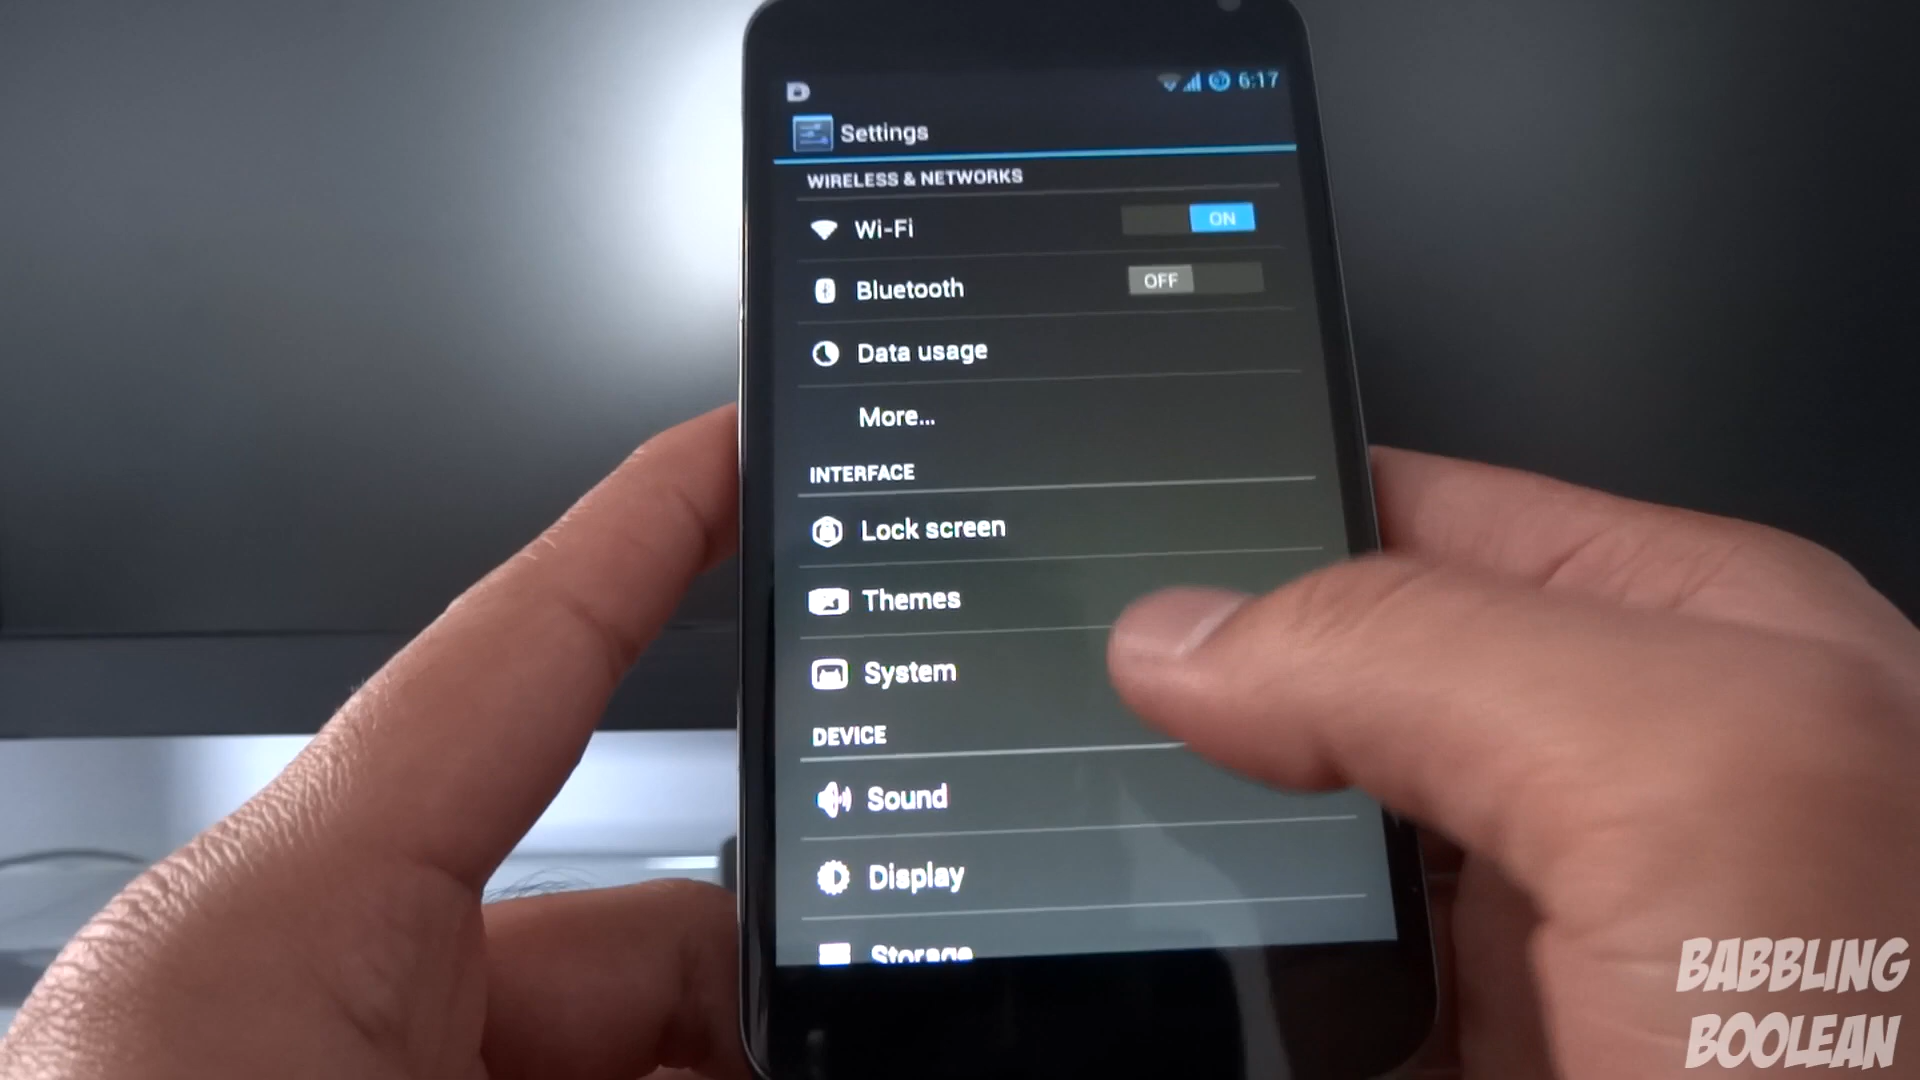 6:17
Settings
WIRELESS & NETWORKS
Wi-Fi
ON
Bluetooth
OFF
Data usage
More...
INTERFACE
Lock screen
Themes
System
DEVICE
Sound
Display
Storage
BABBLING
BOOLEAN